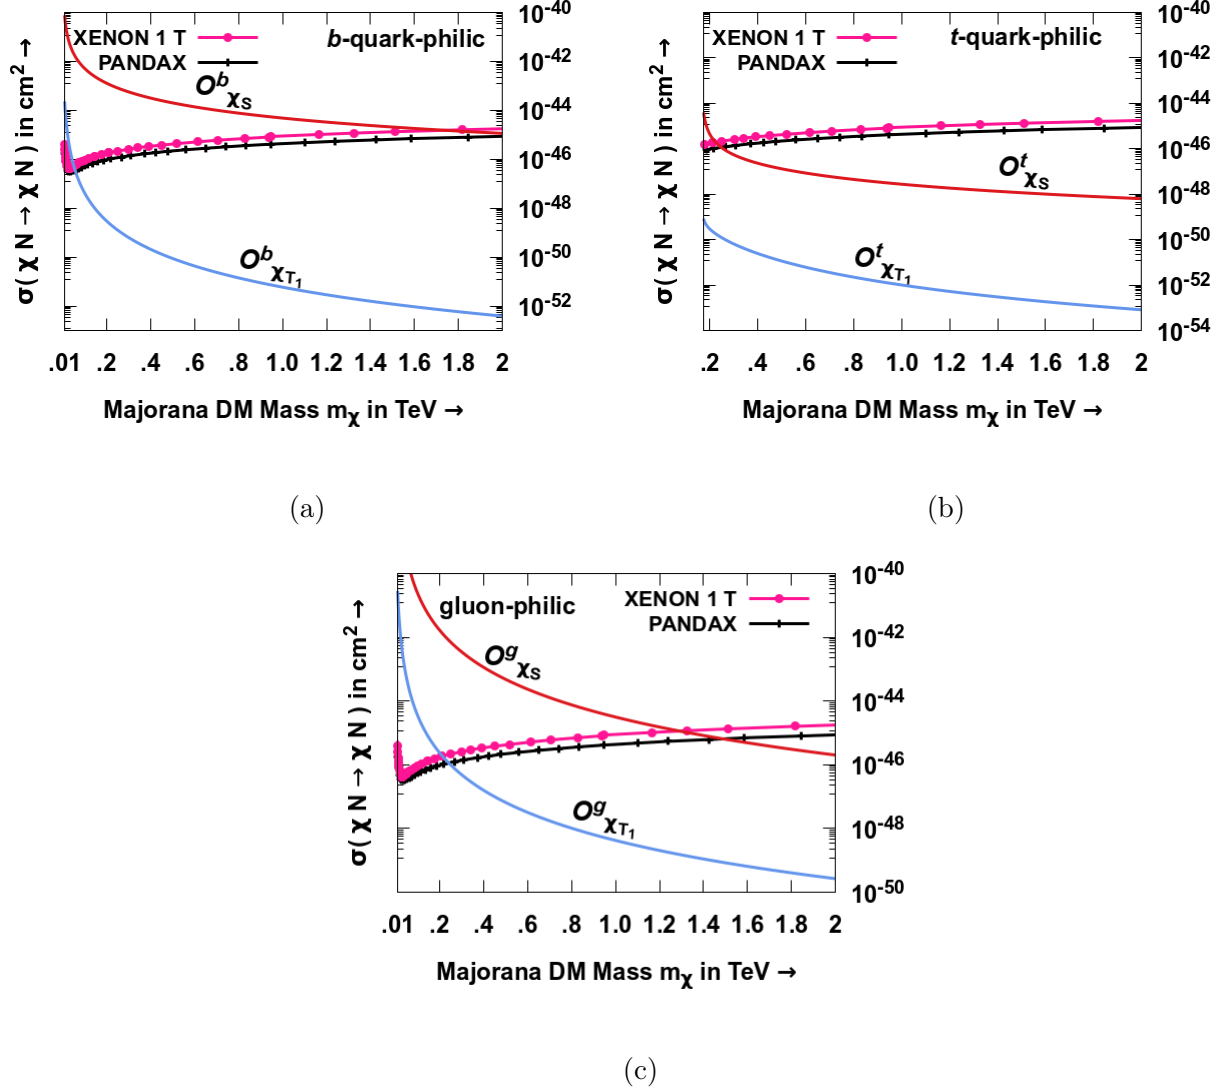 XENON 1 T
PANDAX
b-quark-philic
O^b_χS
O^b_χT1
10^-40
10^-42
10^-44
10^-46
10^-48
10^-50
10^-52
σ( χ N → χ N ) in cm² →
.01 .2 .4 .6 .8 1.0 1.2 1.4 1.6 1.8 2
Majorana DM Mass mχ in TeV →
(a)
XENON 1 T
PANDAX
t-quark-philic
O^t_χS
O^t_χT1
10^-40
10^-42
10^-44
10^-46
10^-48
10^-50
10^-52
10^-54
σ( χ N → χ N ) in cm² →
.2 .4 .6 .8 1.0 1.2 1.4 1.6 1.8 2
Majorana DM Mass mχ in TeV →
(b)
gluon-philic
XENON 1 T
PANDAX
O^g_χS
O^g_χT1
10^-40
10^-42
10^-44
10^-46
10^-48
10^-50
σ( χ N → χ N ) in cm² →
.01 .2 .4 .6 .8 1.0 1.2 1.4 1.6 1.8 2
Majorana DM Mass mχ in TeV →
(c)